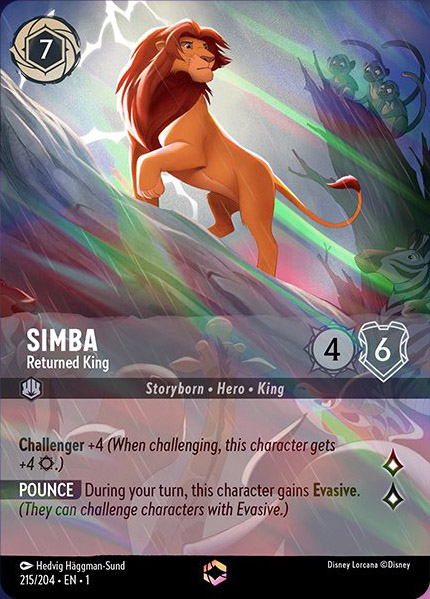 7
SIMBA
Returned King
4
6
Storyborn • Hero • King
Challenger +4 (When challenging, this character gets
+4 .)
POUNCE During your turn, this character gains Evasive.
(They can challenge characters with Evasive.)
Hedvig Häggman-Sund
215/204 • EN • 1
Disney Lorcana ©Disney